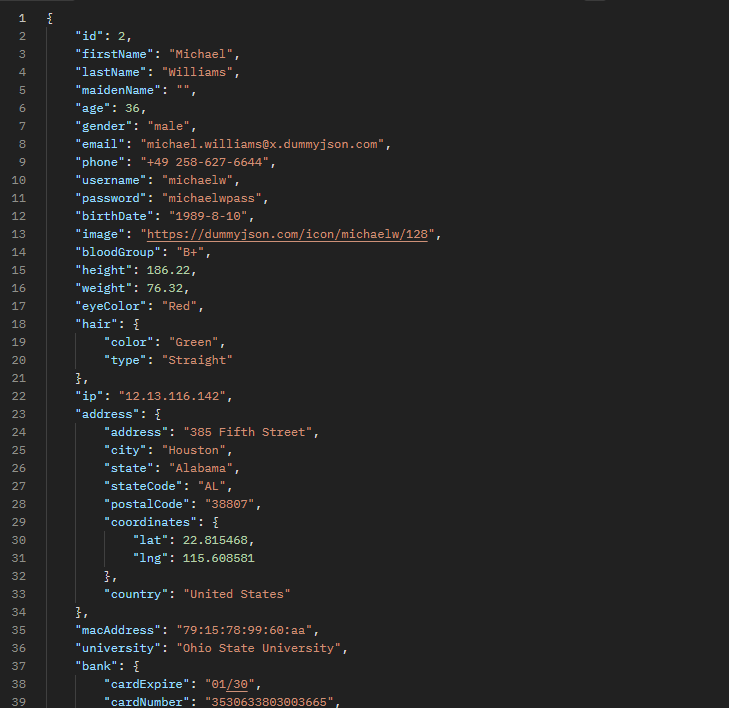 1 {
2 "id": 2,
3 "firstName": "Michael",
4 "lastName": "Williams",
5 "maidenName": "",
6 "age": 36,
7 "gender": "male",
8 "email": "michael.williams@x.dummyjson.com",
9 "phone": "+49 258-627-6644",
10 "username": "michaelw",
11 "password": "michaelwpass",
12 "birthDate": "1989-8-10",
13 "image": "https://dummyjson.com/icon/michaelw/128",
14 "bloodGroup": "B+",
15 "height": 186.22,
16 "weight": 76.32,
17 "eyeColor": "Red",
18 "hair": {
19 "color": "Green",
20 "type": "Straight"
21 },
22 "ip": "12.13.116.142",
23 "address": {
24 "address": "385 Fifth Street",
25 "city": "Houston",
26 "state": "Alabama",
27 "stateCode": "AL",
28 "postalCode": "38807",
29 "coordinates": {
30 "lat": 22.815468,
31 "lng": 115.608581
32 },
33 "country": "United States"
34 },
35 "macAddress": "79:15:78:99:60:aa",
36 "university": "Ohio State University",
37 "bank": {
38 "cardExpire": "01/30",
39 "cardNumber": "3530633803003665",